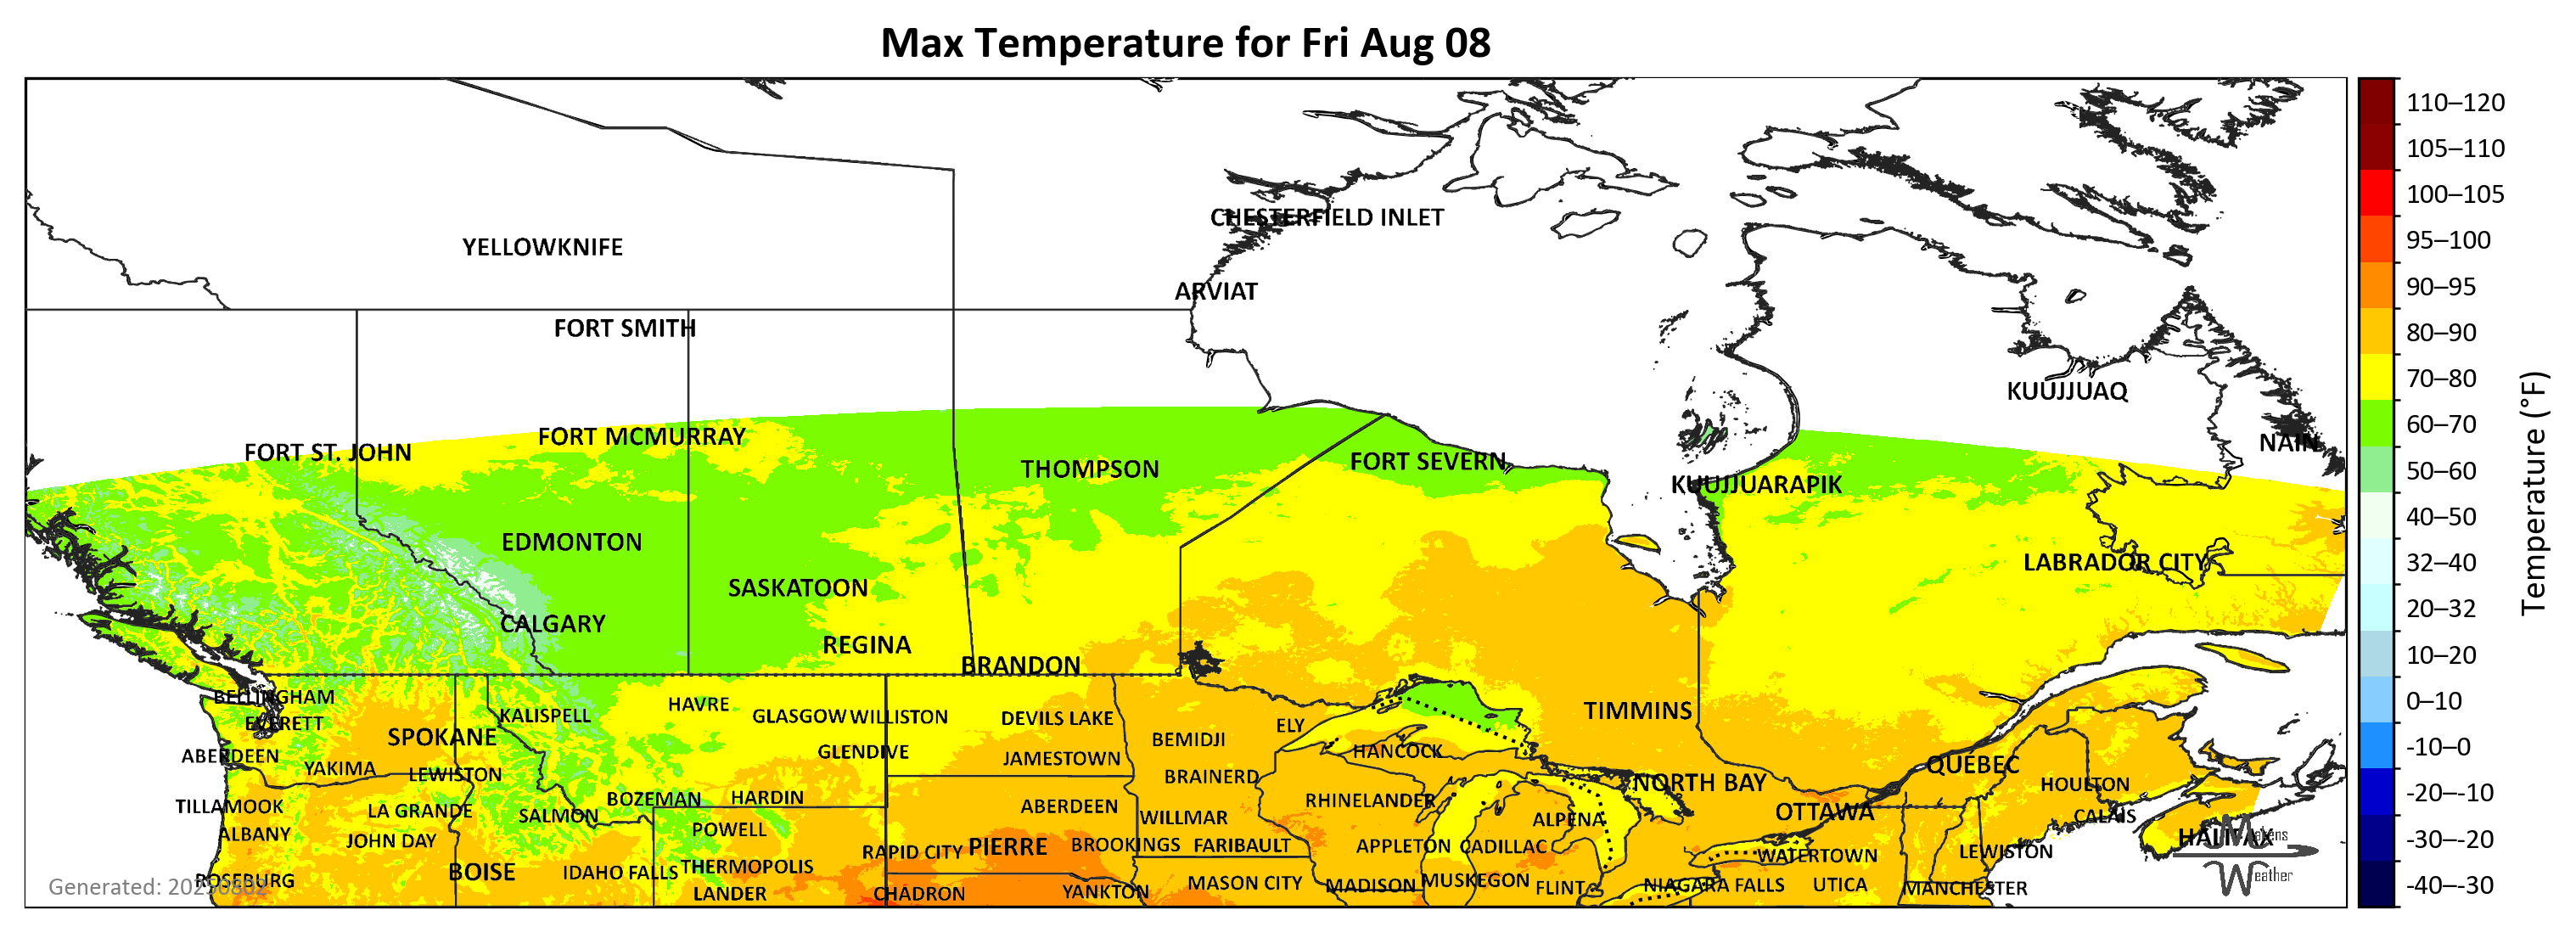 Max Temperature for Fri Aug 08
110–120
105–110
100–105
95–100
90–95
80–90
70–80
60–70
50–60
40–50
32–40
20–32
10–20
0–10
-10–0
-20–-10
-30–-20
-40–-30
Temperature (°F)
CHESTERFIELD INLET
YELLOWKNIFE
ARVIAT
FORT SMITH
KUUJJUAQ
FORT MCMURRAY
NAIN
FORT ST. JOHN
THOMPSON
FORT SEVERN
KUUJJUARAPIK
EDMONTON
LABRADOR CITY
SASKATOON
CALGARY
REGINA
BRANDON
BELLINGHAM
HAVRE
KALISPELL
GLASGOW
WILLISTON
DEVILS LAKE
TIMMINS
EVERETT
ELY
SPOKANE
BEMIDJI
GLENDIVE
HANCOCK
ABERDEEN
JAMESTOWN
QUÉBEC
YAKIMA
LEWISTON
BRAINERD
NORTH BAY
HOULTON
BOZEMAN
HARDIN
RHINELANDER
TILLAMOOK
LA GRANDE
ABERDEEN
OTTAWA
SALMON
WILLMAR
CALAIS
ALPENA
ALBANY
POWELL
JOHN DAY
HALIFAX
Makens
Weather
PIERRE
BROOKINGS
FARIBAULT
APPLETON
CADILLAC
RAPID CITY
LEWISTON
WATERTOWN
THERMOPOLIS
BOISE
IDAHO FALLS
ROSEBURG
MUSKEGON
MASON CITY
MADISON
FLINT
NIAGARA FALLS
UTICA
MANCHESTER
LANDER
CHADRON
YANKTON
Generated: 20250802